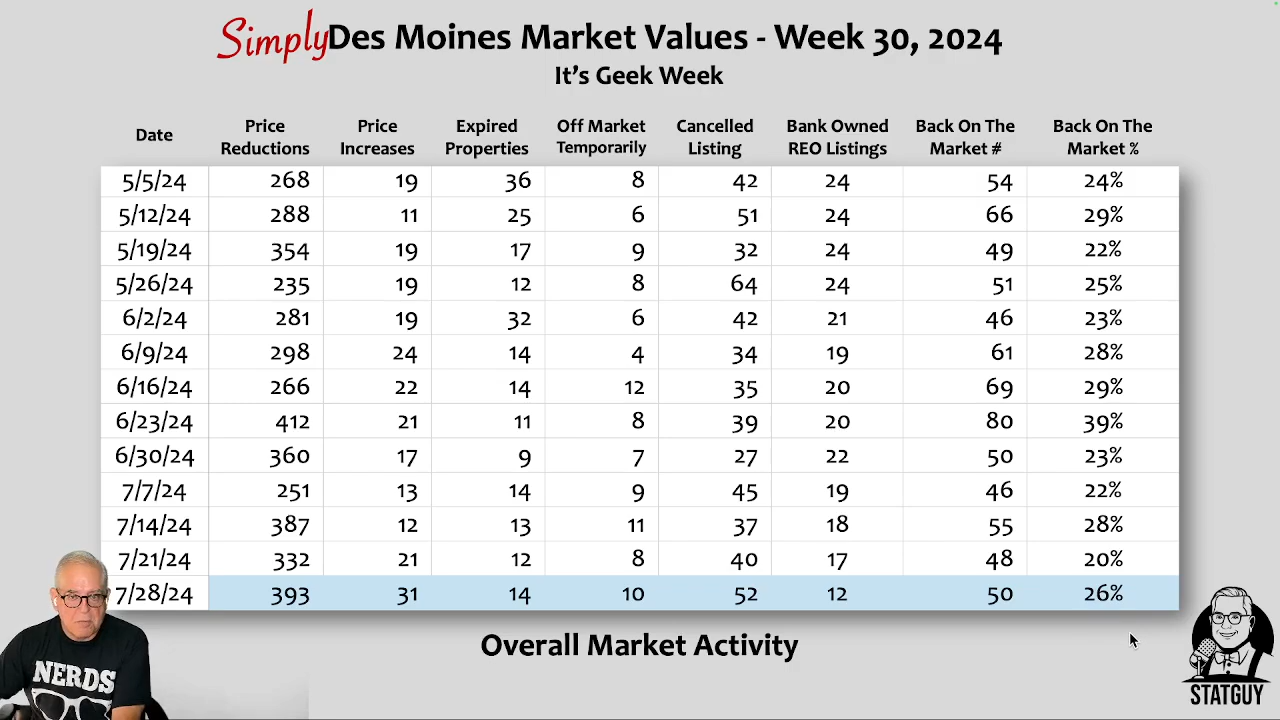 Simply Des Moines Market Values - Week 30, 2024
It's Geek Week
Date Price Reductions Price Increases Expired Properties Off Market Temporarily Cancelled Listing Bank Owned REO Listings Back On The Market # Back On The Market %
5/5/24 268 19 36 8 42 24 54 24%
5/12/24 288 11 25 6 51 24 66 29%
5/19/24 354 19 17 9 32 24 49 22%
5/26/24 235 19 12 8 64 24 51 25%
6/2/24 281 19 32 6 42 21 46 23%
6/9/24 298 24 14 4 34 19 61 28%
6/16/24 266 22 14 12 35 20 69 29%
6/23/24 412 21 11 8 39 20 80 39%
6/30/24 360 17 9 7 27 22 50 23%
7/7/24 251 13 14 9 45 19 46 22%
7/14/24 387 12 13 11 37 18 55 28%
7/21/24 332 21 12 8 40 17 48 20%
7/28/24 393 31 14 10 52 12 50 26%
Overall Market Activity
NERDS
STATGUY